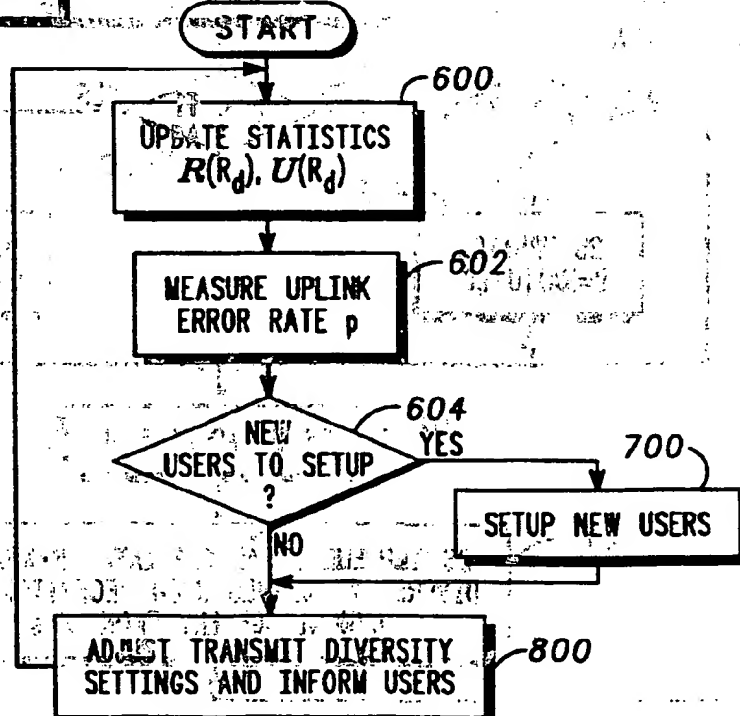 START
600
UPDATE STATISTICS
R(Rd), U(Rd)
602
MEASURE UPLINK
ERROR RATE p
604
NEW
USERS TO SETUP
?
YES
700
SETUP NEW USERS
NO
ADJUST TRANSMIT DIVERSITY
SETTINGS AND INFORM USERS
800